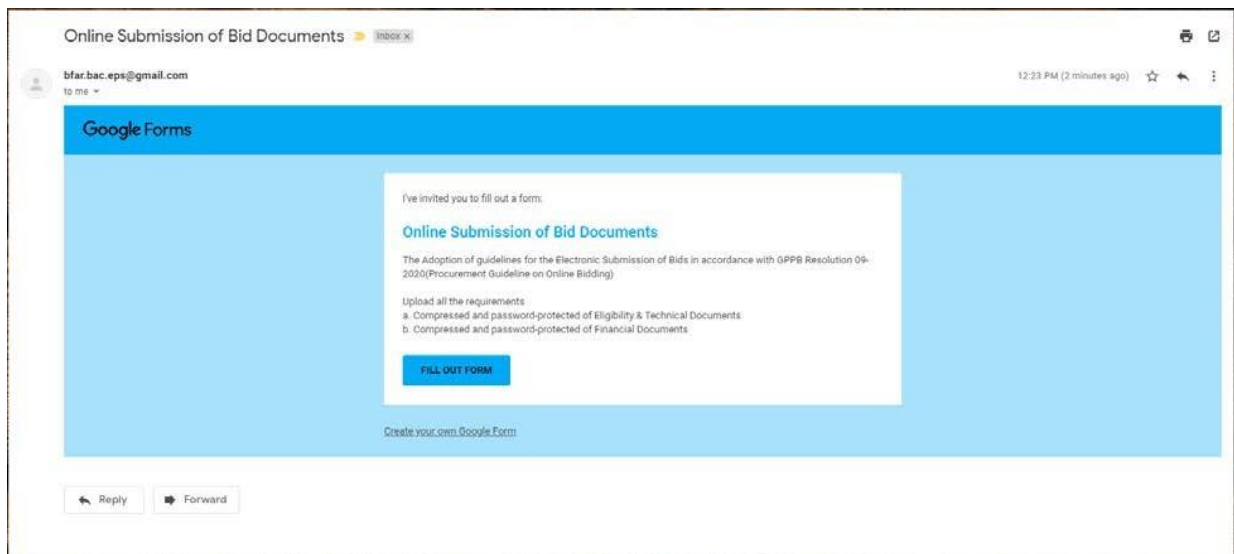 Online Submission of Bid Documents
Inbox x
bfar.bac.eps@gmail.com
12:23 PM (2 minutes ago)
to me
Google Forms
I've invited you to fill out a form:
Online Submission of Bid Documents
The Adoption of guidelines for the Electronic Submission of Bids in accordance with GPPB Resolution 09-
2020(Procurement Guideline on Online Bidding)
Upload all the requirements
a. Compressed and password-protected of Eligibility & Technical Documents
b. Compressed and password-protected of Financial Documents
FILL OUT FORM
Create your own Google Form
Reply
Forward